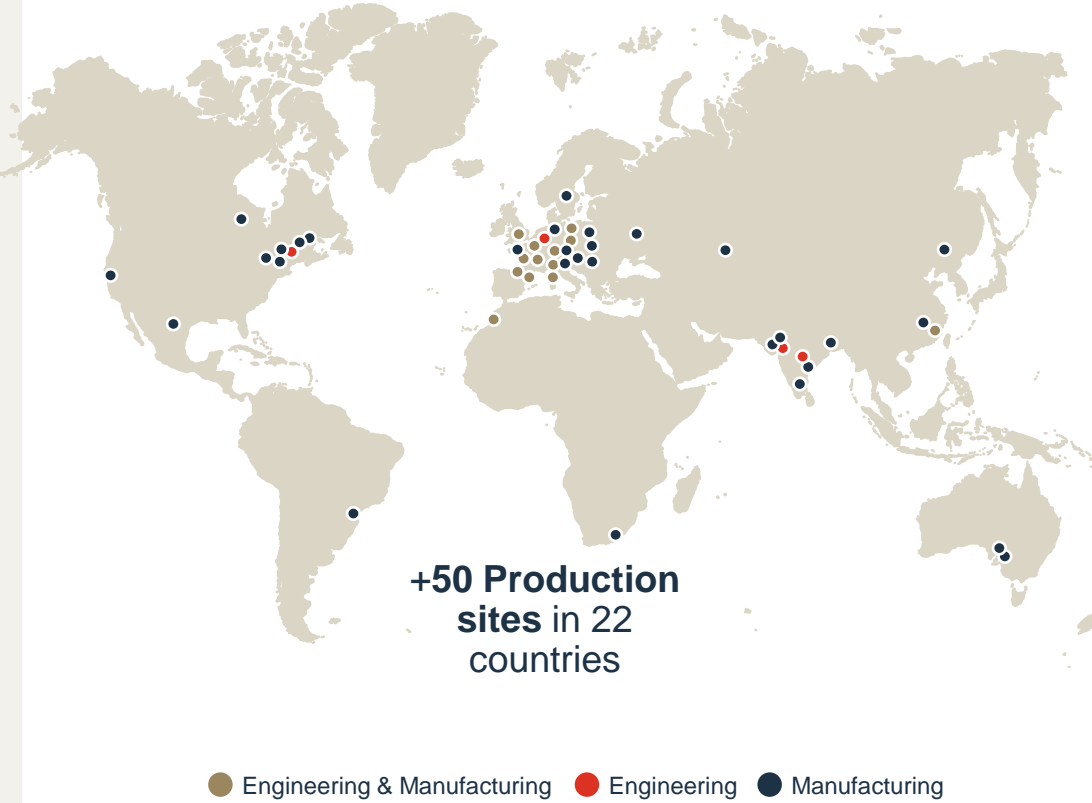 +50 Production
sites in 22
countries
Engineering & Manufacturing
Engineering
Manufacturing